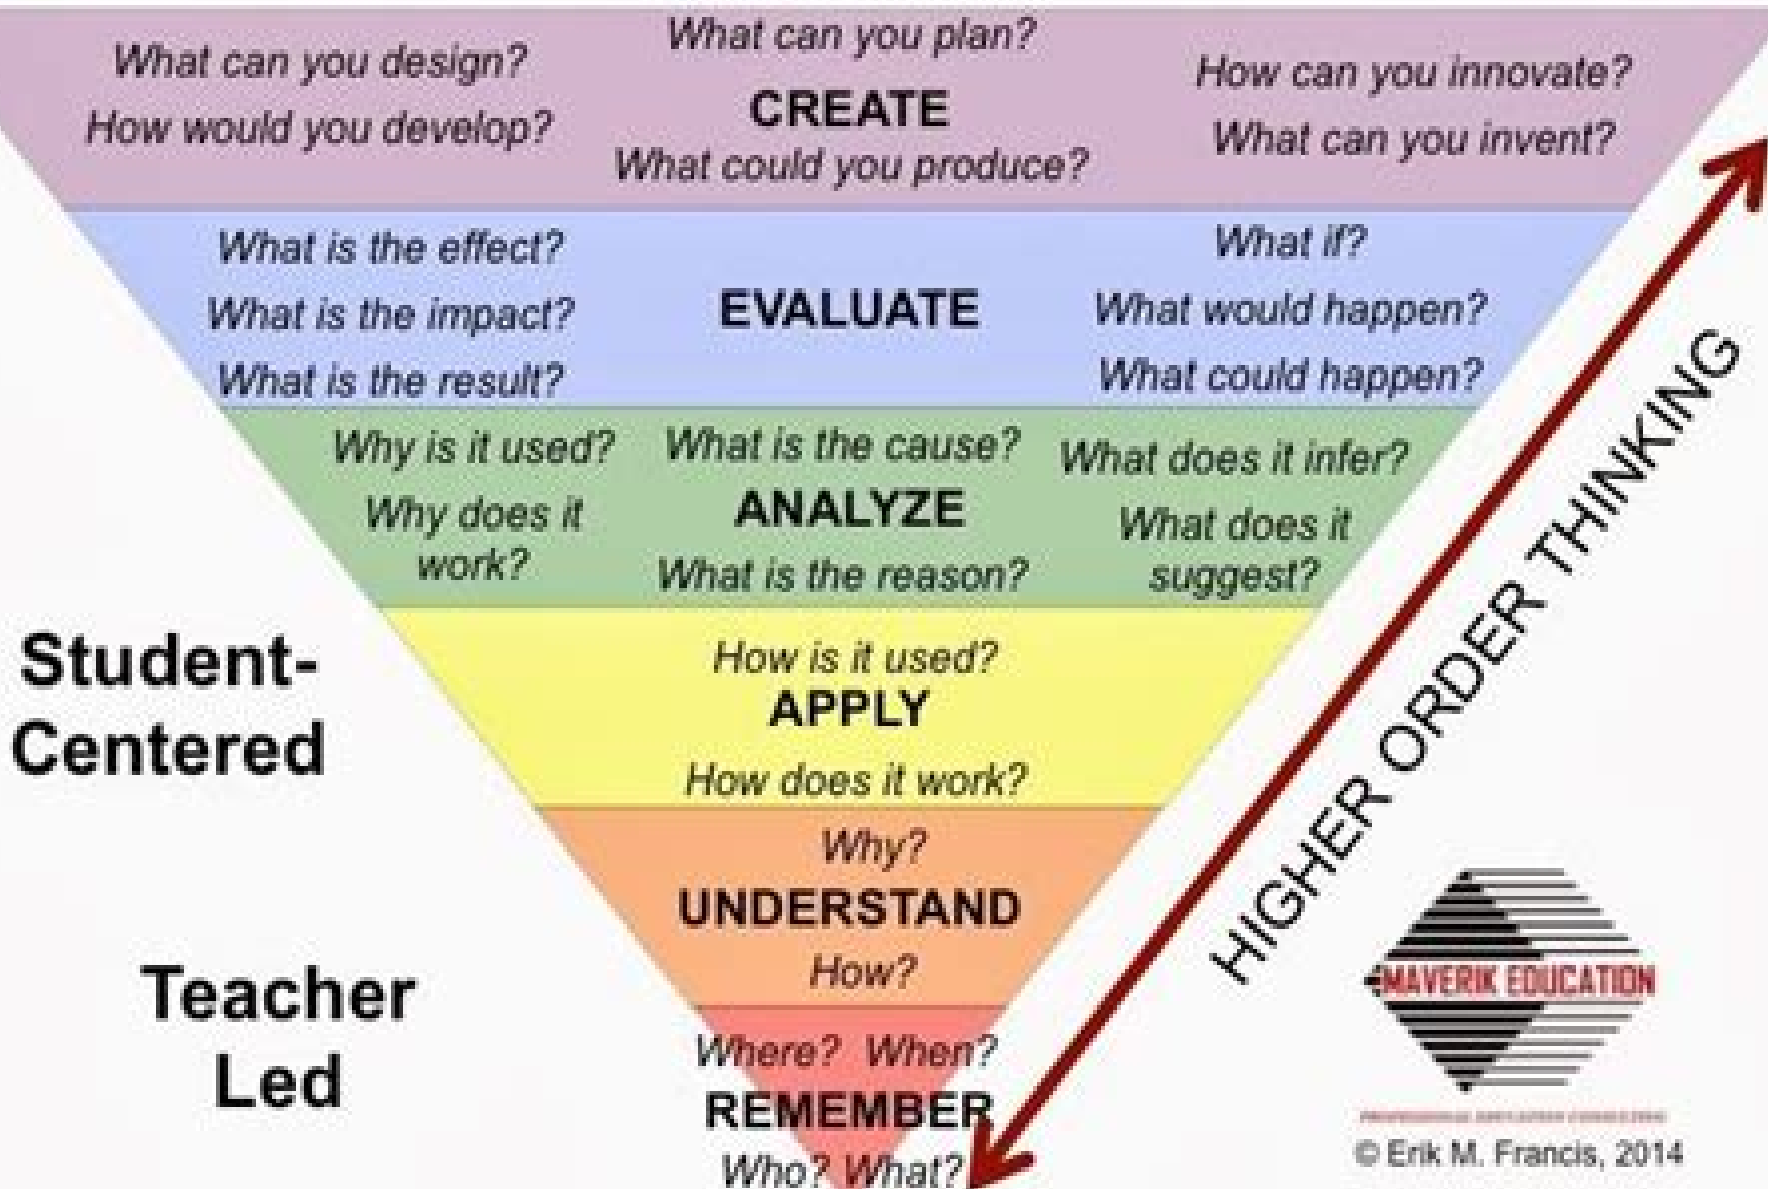 What can you plan?
What can you design?
How can you innovate?
CREATE
How would you develop?
What can you invent?
What could you produce?
What is the effect?
What if?
What is the impact?
EVALUATE
What would happen?
What is the result?
What could happen?
Why is it used?
What is the cause?
What does it infer?
Why does it
work?
ANALYZE
What does it
suggest?
What is the reason?
How is it used?
APPLY
How does it work?
Student-
Centered
Why?
UNDERSTAND
How?
Teacher
Led
Where? When?
REMEMBER
Who? What?
HIGHER ORDER THINKING
MAVERIK EDUCATION
© Erik M. Francis, 2014